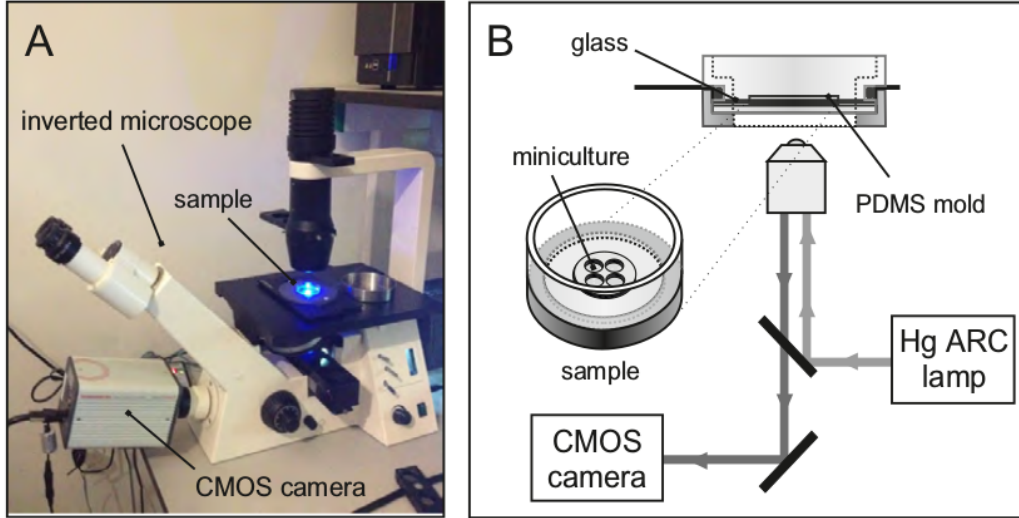 A
inverted microscope
sample
CMOS camera
B
glass
miniculture
PDMS mold
sample
Hg ARC
lamp
CMOS
camera